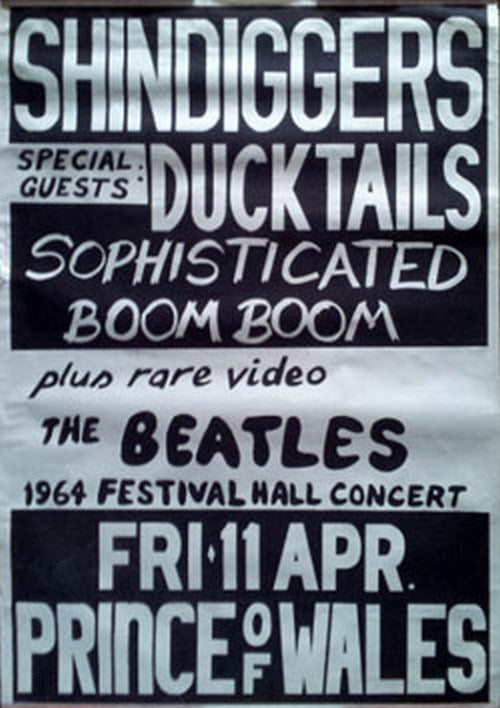 SHINDIGGERS
SPECIAL: DUCKTAILS
GUESTS
SOPHISTICATED
BOOM BOOM
plus rare video
THE BEATLES
1964 FESTIVAL HALL CONCERT
FRI•11 APR.
PRINCE OF WALES